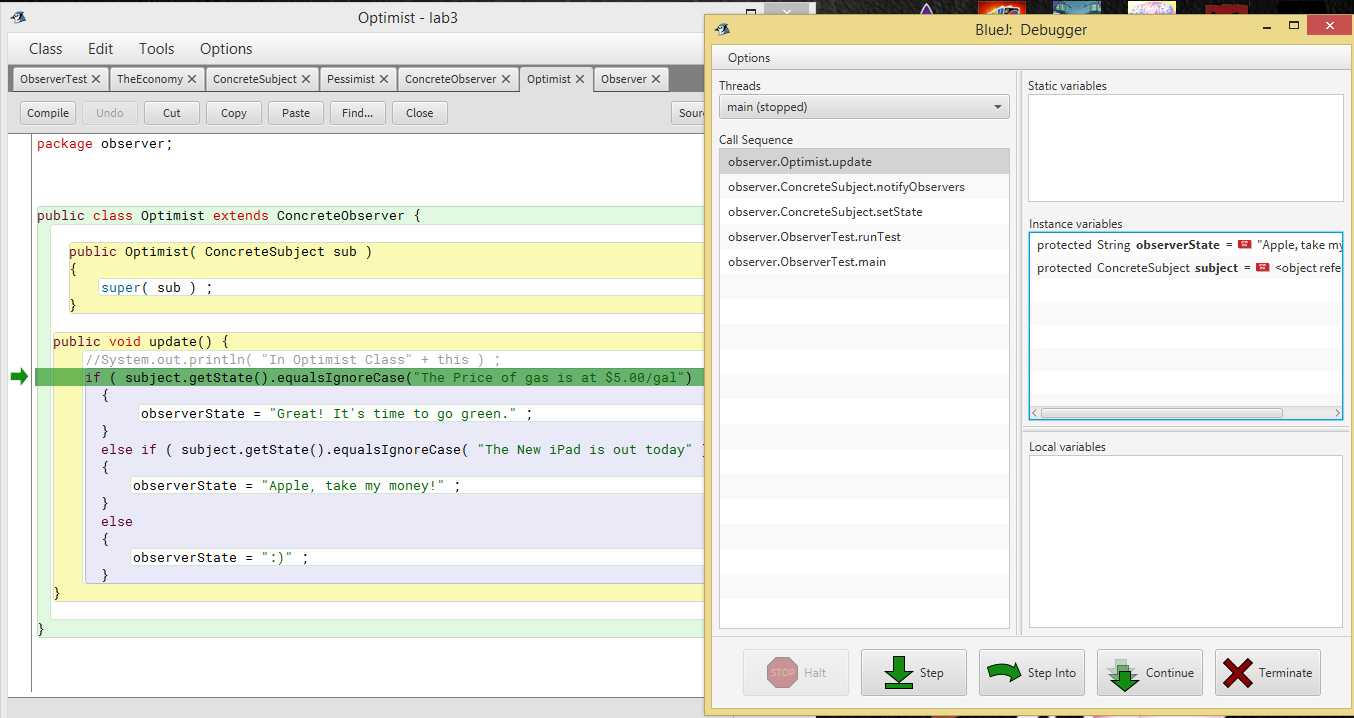 Optimist - lab3
Class Edit Tools Options
ObserverTest TheEconomy ConcreteSubject Pessimist ConcreteObserver Optimist Observer
Compile Undo Cut Copy Paste Find... Close
package observer;
public class Optimist extends ConcreteObserver {
public Optimist( ConcreteSubject sub )
{
super( sub ) ;
}
public void update() {
//System.out.println( "In Optimist Class" + this ) ;
if ( subject.getState().equalsIgnoreCase("The Price of gas is at $5.00/gal")
{
observerState = "Great! It's time to go green." ;
}
else if ( subject.getState().equalsIgnoreCase( "The New iPad is out today"
{
observerState = "Apple, take my money!" ;
}
else
{
observerState = ":)" ;
}
}
}
BlueJ: Debugger
Options
Threads
main (stopped)
Call Sequence
observer.Optimist.update
observer.ConcreteSubject.notifyObservers
observer.ConcreteSubject.setState
observer.ObserverTest.runTest
observer.ObserverTest.main
Static variables
Instance variables
protected String observerState = "Apple, take my
protected ConcreteSubject subject = <object refe
Local variables
STOP Halt Step Step Into Continue Terminate